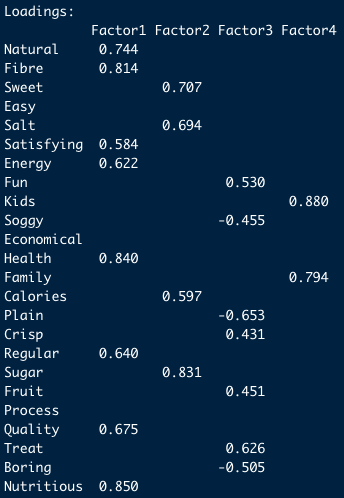 Loadings:
           Factor1 Factor2 Factor3 Factor4
Natural     0.744
Fibre       0.814
Sweet               0.707
Easy
Salt                0.694
Satisfying  0.584
Energy      0.622
Fun                         0.530
Kids                                0.880
Soggy                      -0.455
Economical
Health      0.840
Family                              0.794
Calories            0.597
Plain                      -0.653
Crisp                       0.431
Regular     0.640
Sugar               0.831
Fruit                       0.451
Process
Quality     0.675
Treat                       0.626
Boring                     -0.505
Nutritious  0.850